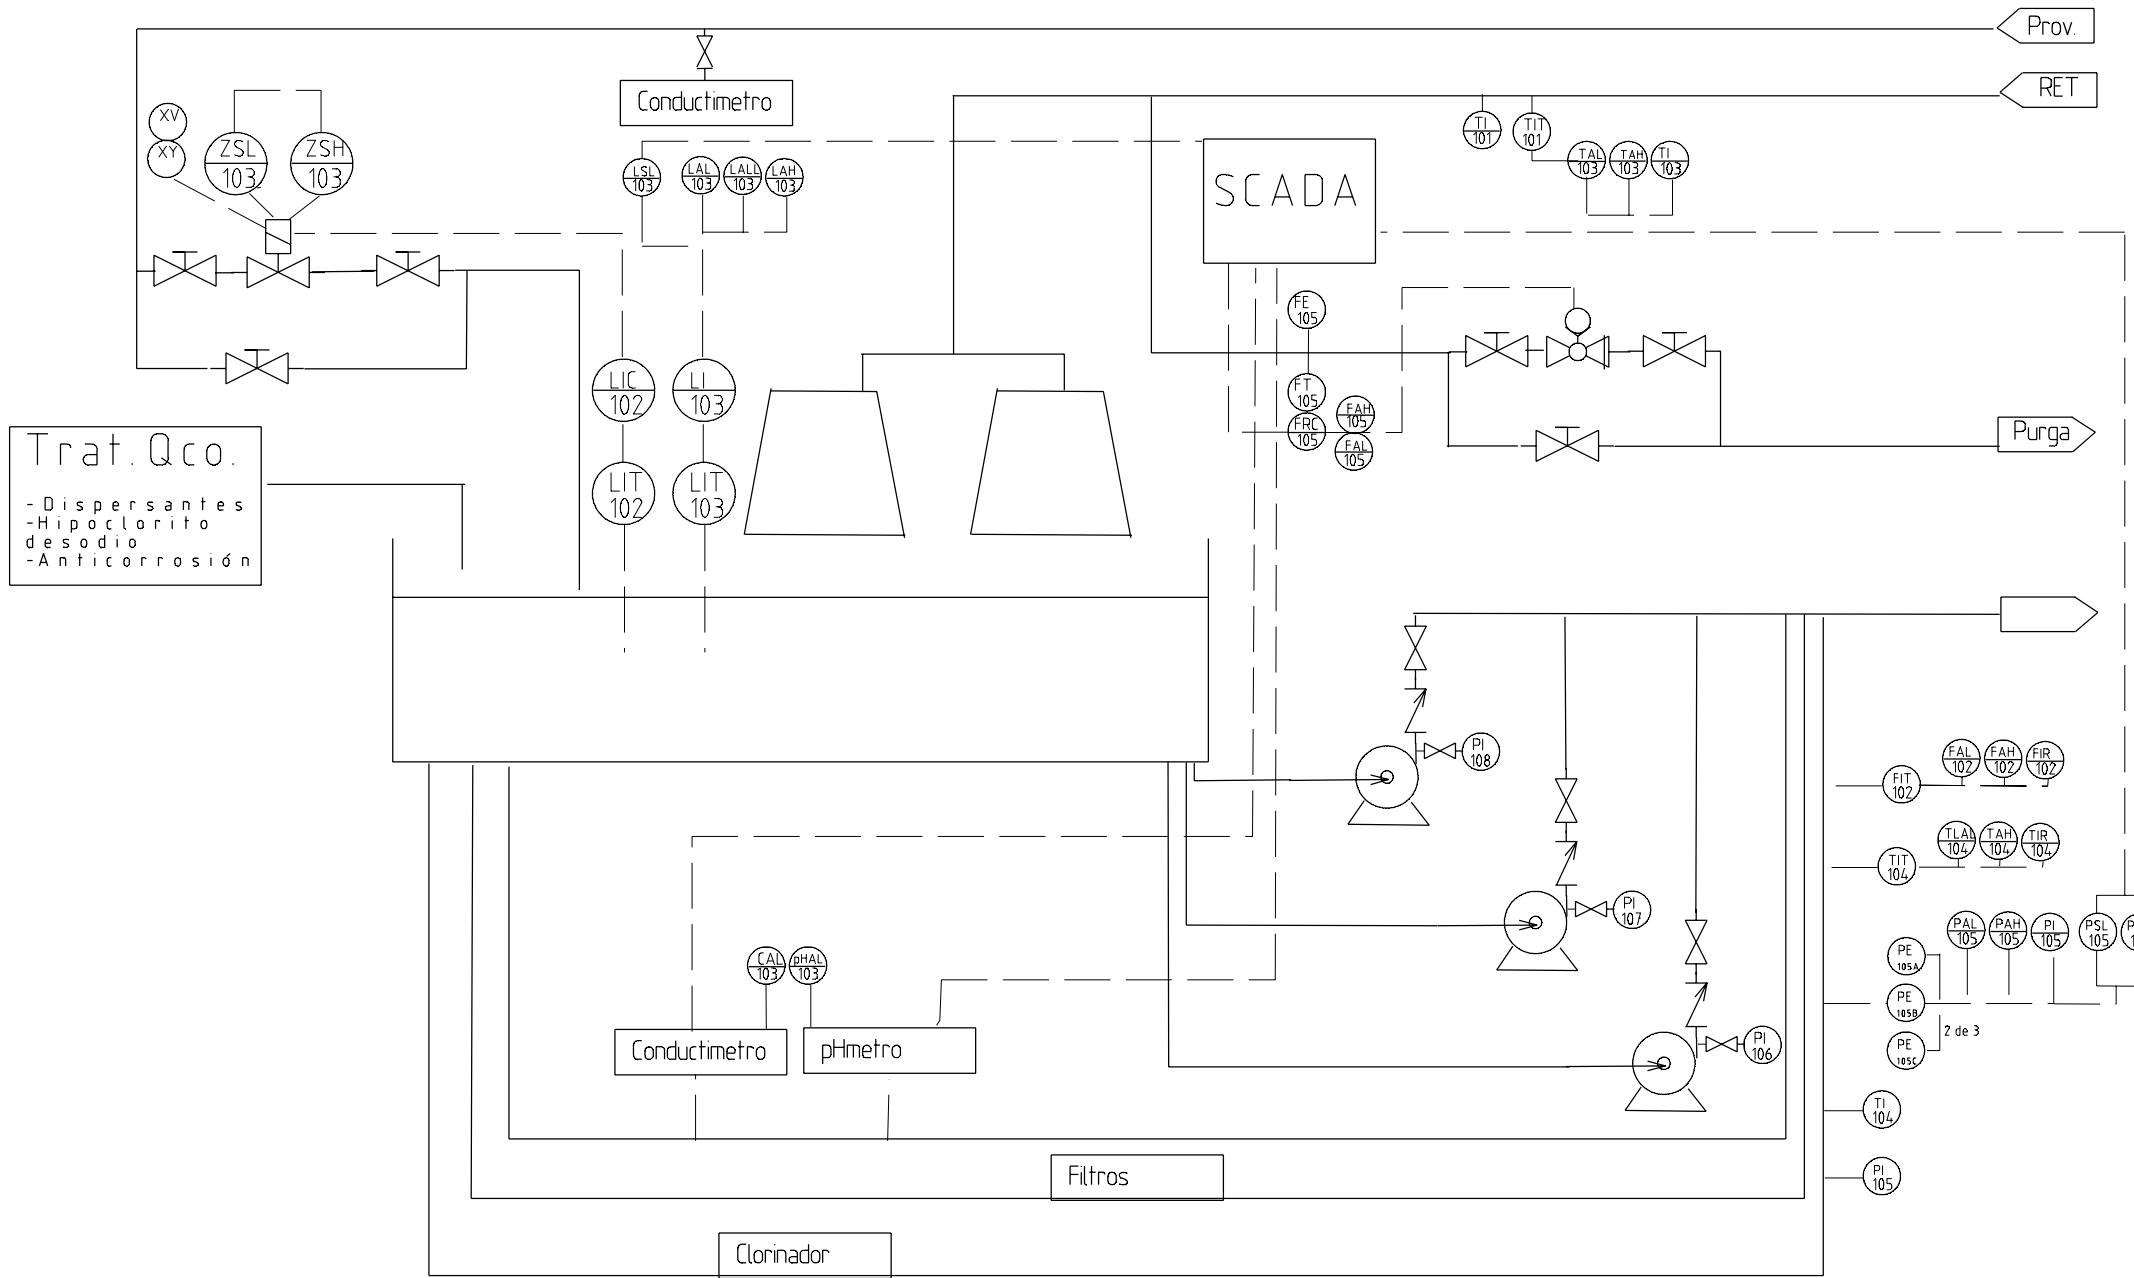 Prov.
RET
Conductimetro
XV
XY
ZSL
103
ZSH
103
LSL
103
LAL
103
LALL
103
LAH
103
SCADA
TI
101
TIT
101
TAL
103
TAH
103
TI
103
FE
105
FT
105
FRC
105
FAH
105
FAL
105
LIC
102
LI
103
LIT
102
LIT
103
Purga
Trat. Qco.
-Dispersantes
-Hipoclorito
desodio
-Anticorrosión
PI
108
PI
107
PI
106
FIT
102
FAL
102
FAH
102
FIR
102
TIT
104
TLAL
104
TAH
104
TIR
104
PE
105A
PE
105B
PE
105C
2 de 3
PAL
105
PAH
105
PI
105
PSL
105
TI
104
PI
105
CAL
103
pHAL
103
Conductimetro
pHmetro
Filtros
Clorinador